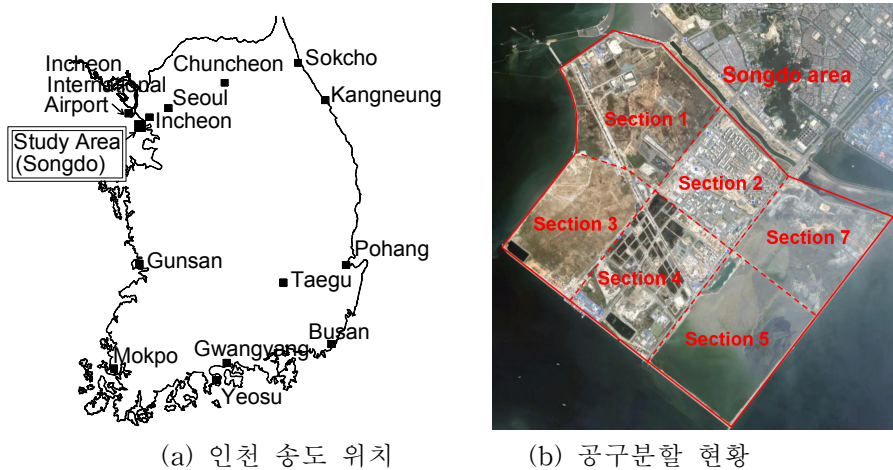 Sokcho
Chuncheon
Incheon
International
Airport
Seoul
Kangneung
Incheon
Study Area
(Songdo)
Gunsan
Pohang
Taegu
Busan
Gwangyang
Mokpo
Yeosu
(a) 인천 송도 위치
Songdo area
Section 1
Section 2
Section 3
Section 7
Section 4
Section 5
(b) 공구분할 현황